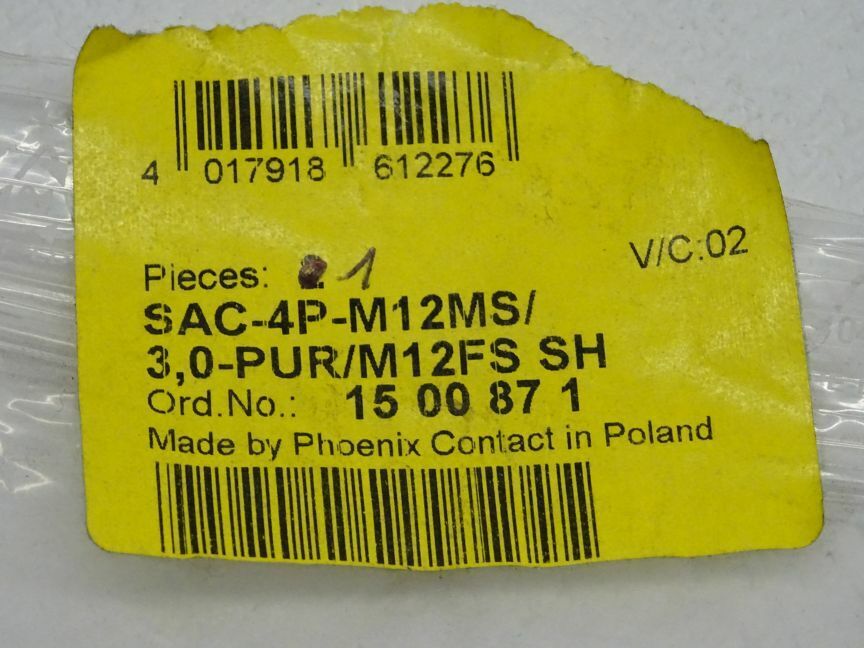 4 017918 612276
V/C:02
Pieces: 1
SAC-4P-M12MS/
3,0-PUR/M12FS SH
Ord.No.: 15 00 87 1
Made by Phoenix Contact in Poland